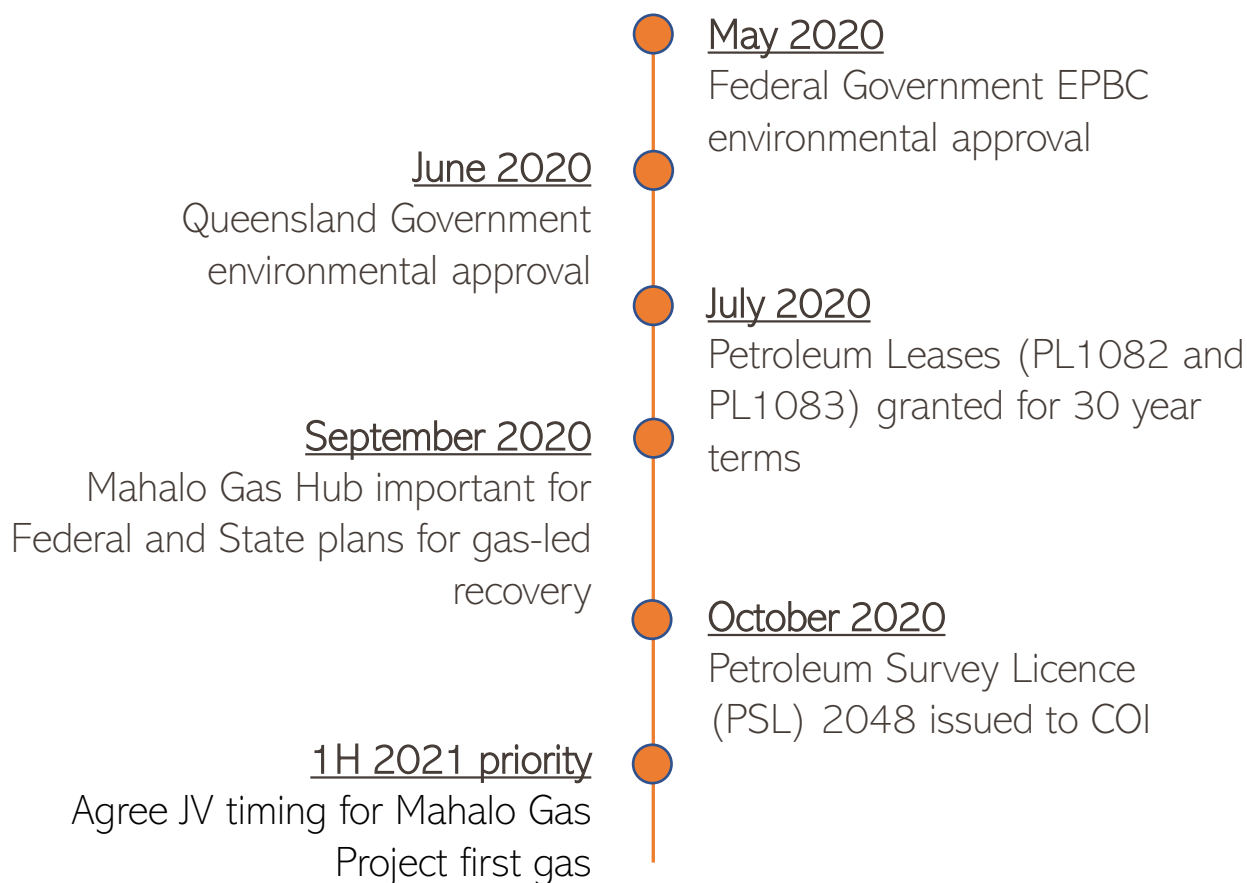 May 2020
Federal Government EPBC
environmental approval
June 2020
Queensland Government
environmental approval
July 2020
Petroleum Leases (PL1082 and
PL1083) granted for 30 year
terms
September 2020
Mahalo Gas Hub important for
Federal and State plans for gas-led
recovery
October 2020
Petroleum Survey Licence
(PSL) 2048 issued to COI
1H 2021 priority
Agree JV timing for Mahalo Gas
Project first gas